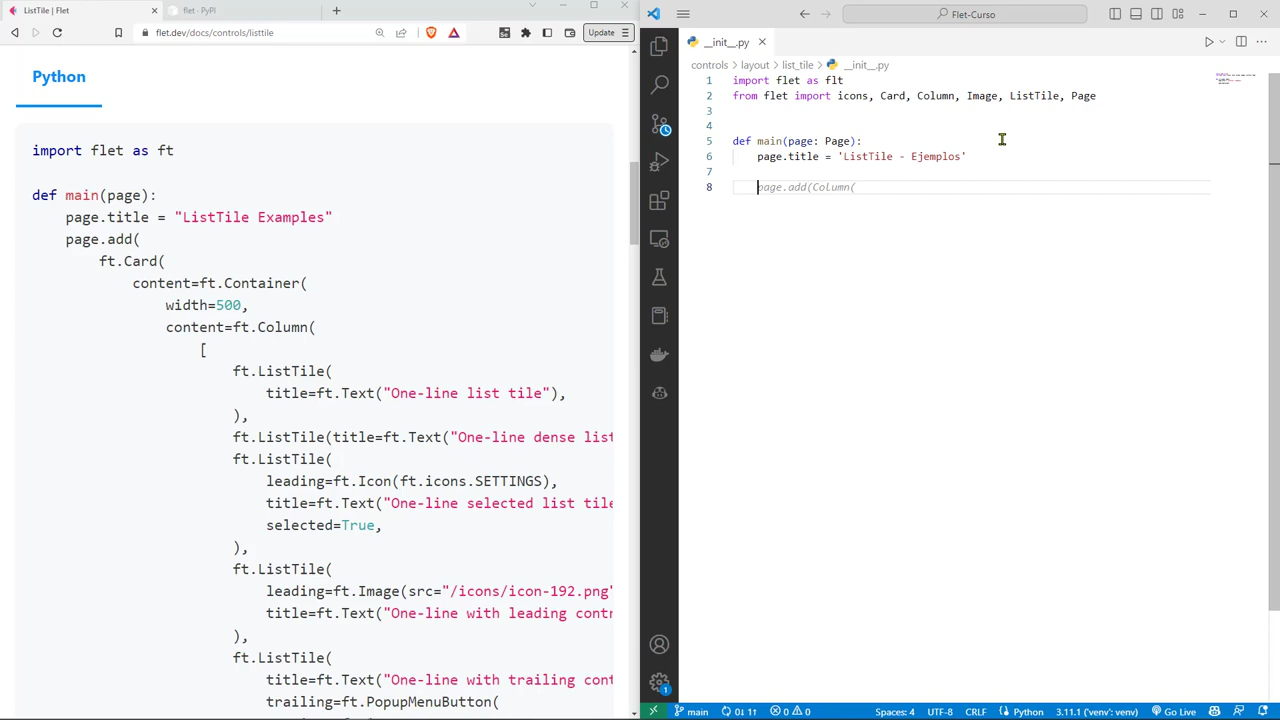 ListTile | Flet
flet · PyPI
flet.dev/docs/controls/listtile
Update
Python
import flet as ft
def main(page):
page.title = "ListTile Examples"
page.add(
ft.Card(
content=ft.Container(
width=500,
content=ft.Column(
[
ft.ListTile(
title=ft.Text("One-line list tile"),
),
ft.ListTile(title=ft.Text("One-line dense list
ft.ListTile(
leading=ft.Icon(ft.icons.SETTINGS),
title=ft.Text("One-line selected list tile
selected=True,
),
ft.ListTile(
leading=ft.Image(src="/icons/icon-192.png"
title=ft.Text("One-line with leading contr
),
ft.ListTile(
title=ft.Text("One-line with trailing cont
trailing=ft.PopupMenuButton(
Flet-Curso
__init__.py
controls > layout > list_tile > __init__.py
1 import flet as flt
2 from flet import icons, Card, Column, Image, ListTile, Page
3
4
5 def main(page: Page):
6 page.title = 'ListTile - Ejemplos'
7
8 page.add(Column(
1
main 0↓ 1↑ 0 0 Spaces: 4 UTF-8 CRLF Python 3.11.1 ('venv': venv) Go Live